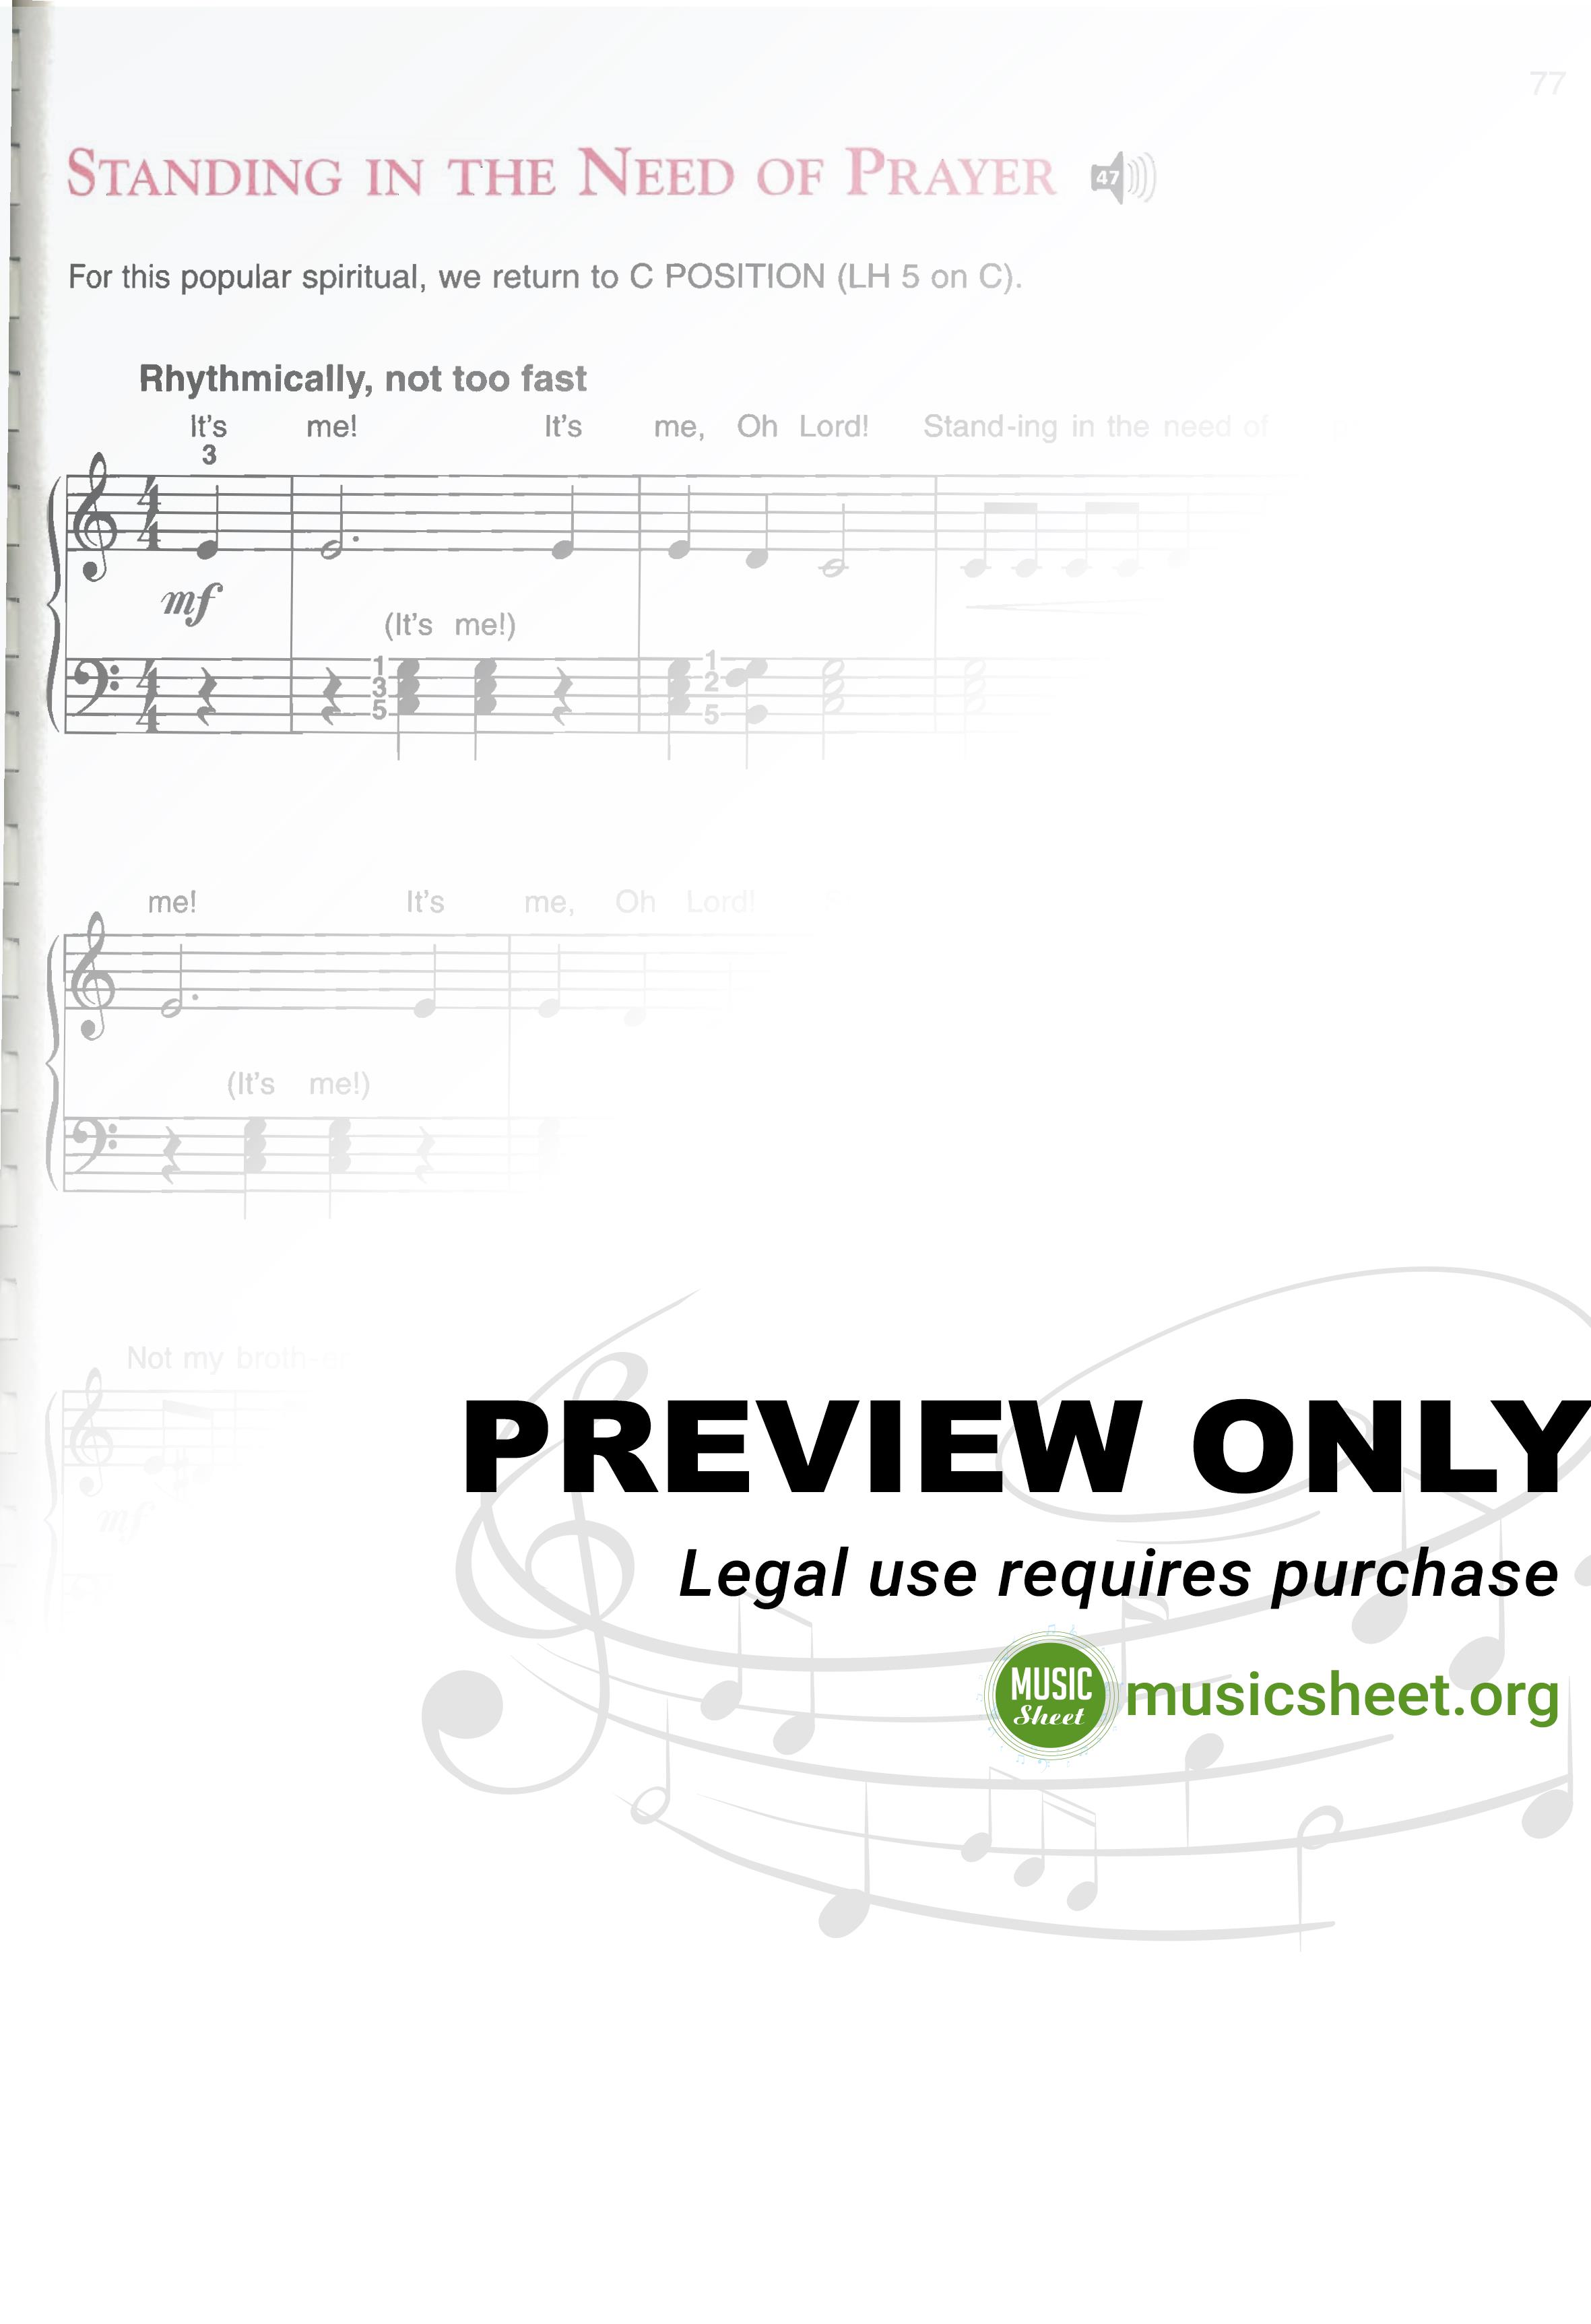 77
STANDING IN THE NEED OF PRAYER 47
For this popular spiritual, we return to C POSITION (LH 5 on C).
Rhythmically, not too fast
It's me! It's me, Oh Lord! Stand-ing in the need of
3
4
4
mf
(It's me!)
4
4
1
3
5
1
2
5
me! It's me, Oh Lord!
(It's me!)
Not my broth-er
mf
PREVIEW ONLY
Legal use requires purchase
MUSIC
Sheet
musicsheet.org